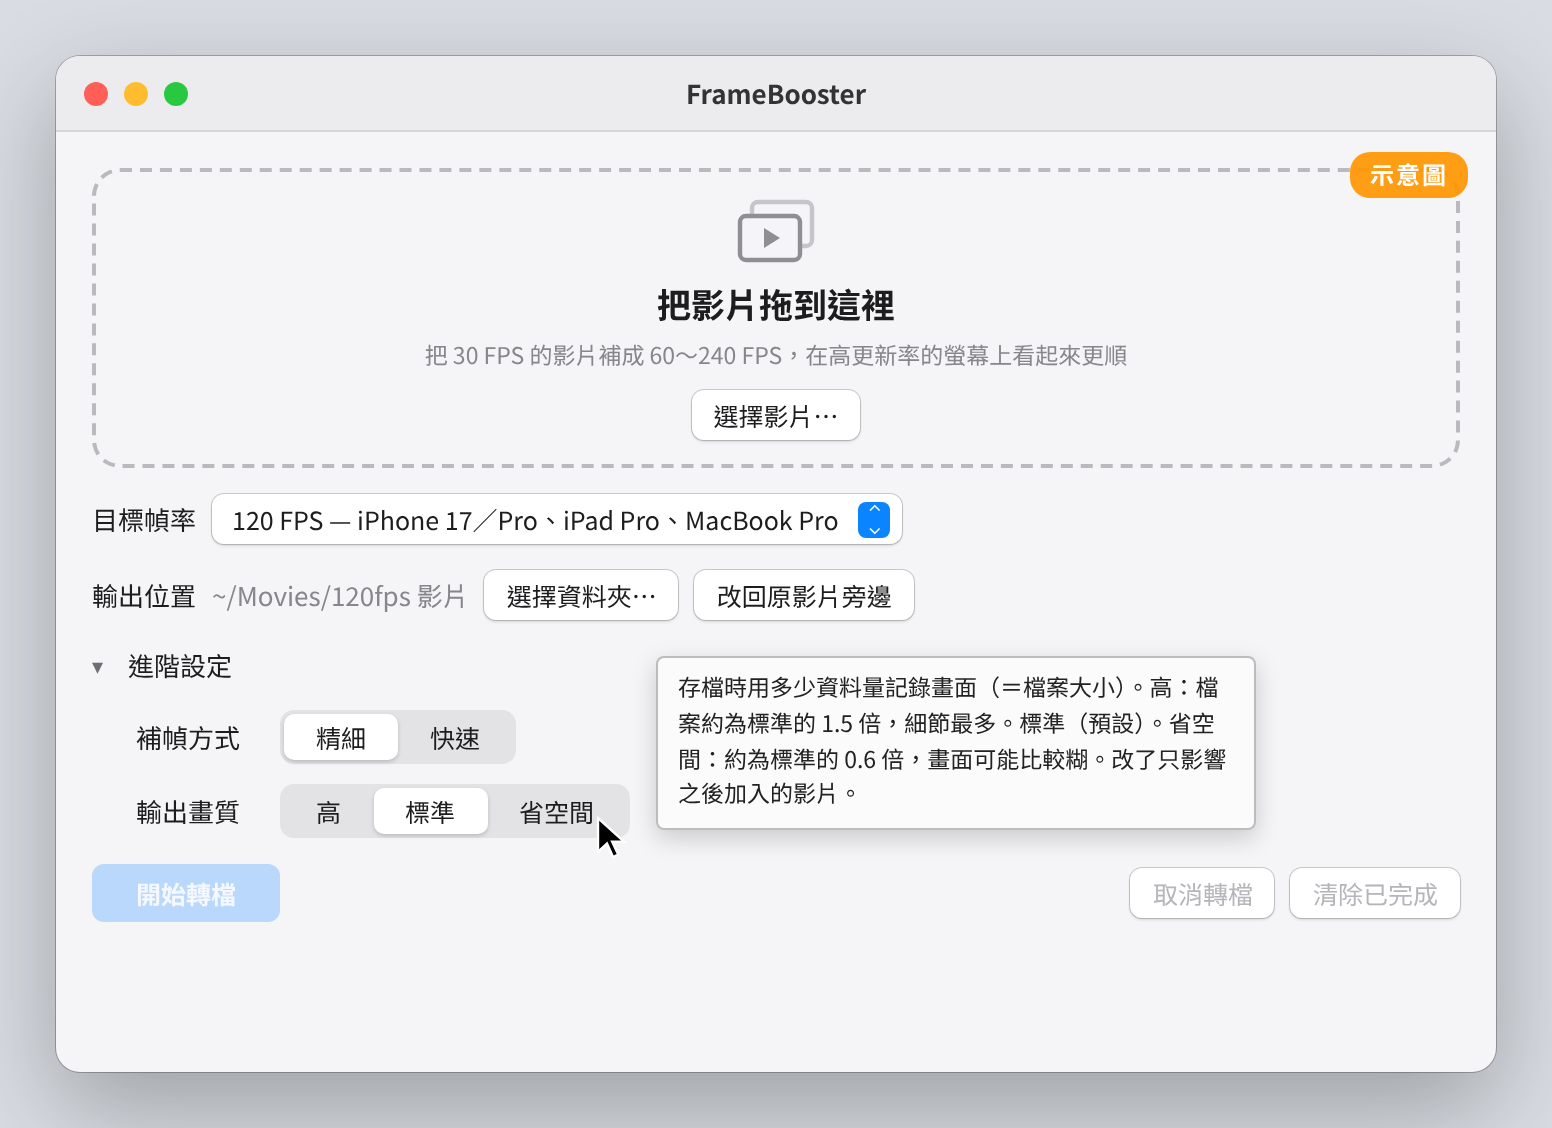 FrameBooster
示意圖
把影片拖到這裡
把 30 FPS 的影片補成 60～240 FPS，在高更新率的螢幕上看起來更順
選擇影片…
目標幀率 120 FPS — iPhone 17／Pro、iPad Pro、MacBook Pro
輸出位置 ~/Movies/120fps 影片 選擇資料夾… 改回原影片旁邊
▼ 進階設定
補幀方式 精細 快速
輸出畫質 高 標準 省空間
存檔時用多少資料量記錄畫面（＝檔案大小）。高：檔
案約為標準的 1.5 倍，細節最多。標準（預設）。省空
間：約為標準的 0.6 倍，畫面可能比較糊。改了只影響
之後加入的影片。
開始轉檔 取消轉檔 清除已完成